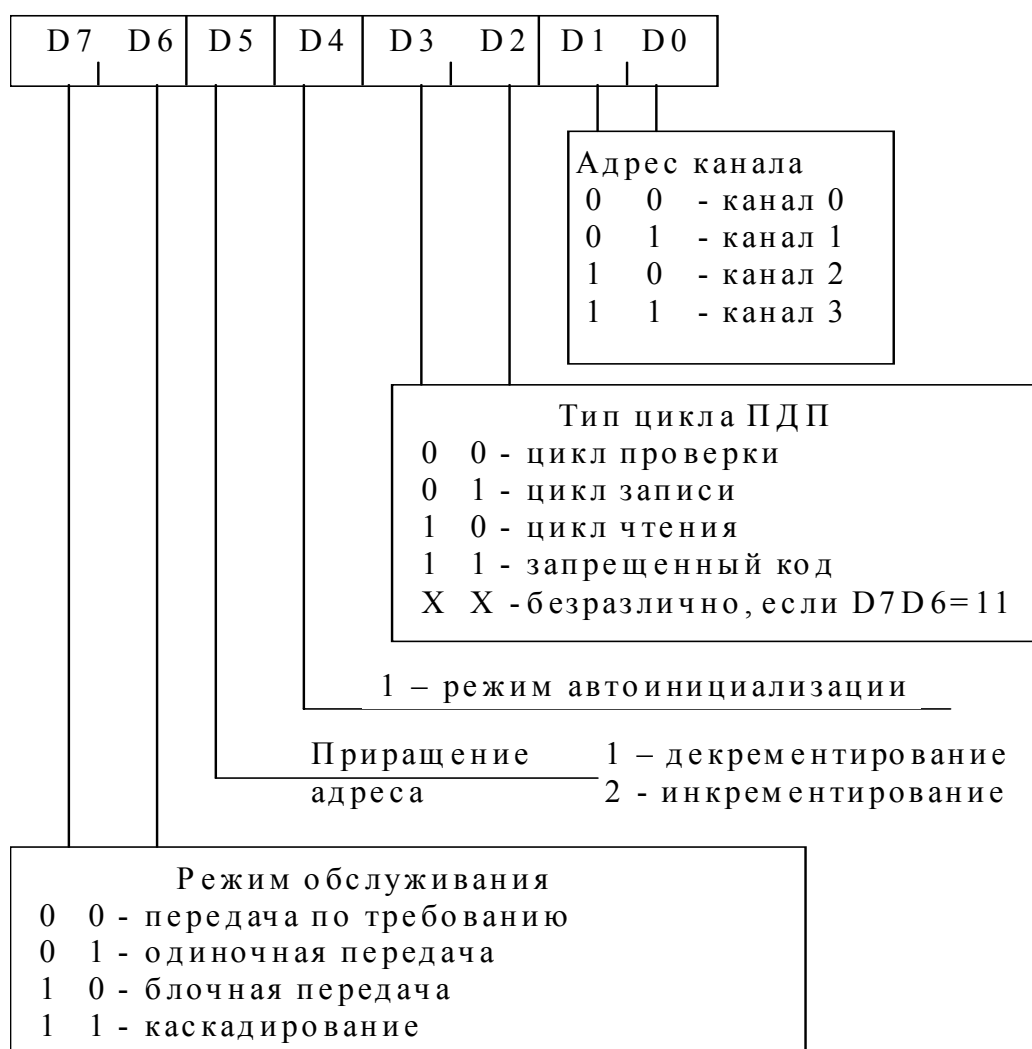 D7 D6 D5 D4 D3 D2 D1 D0
Адрес канала
0 0 - канал 0
0 1 - канал 1
1 0 - канал 2
1 1 - канал 3
Тип цикла ПДП
0 0 - цикл проверки
0 1 - цикл записи
1 0 - цикл чтения
1 1 - запрещенный код
X X - безразлично, если D7D6=11
1 – режим автоинициализации
Приращение адреса
1 – декрементирование
2 - инкрементирование
Режим обслуживания
0 0 - передача по требованию
0 1 - одиночная передача
1 0 - блочная передача
1 1 - каскадирование